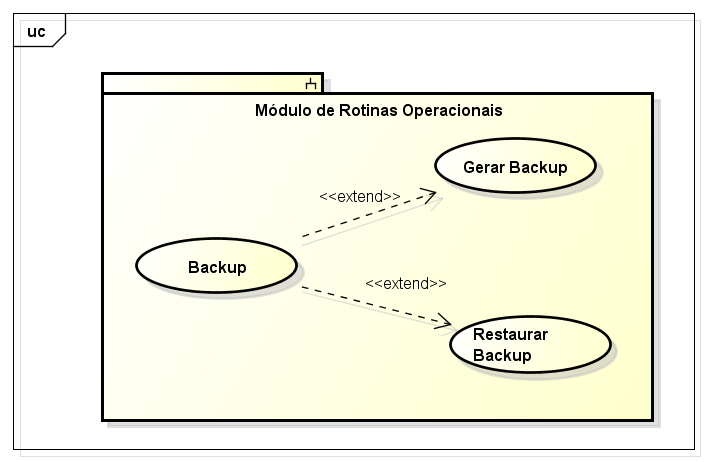 uc
Módulo de Rotinas Operacionais
Gerar Backup
<<extend>>
Backup
<<extend>>
Restaurar
Backup